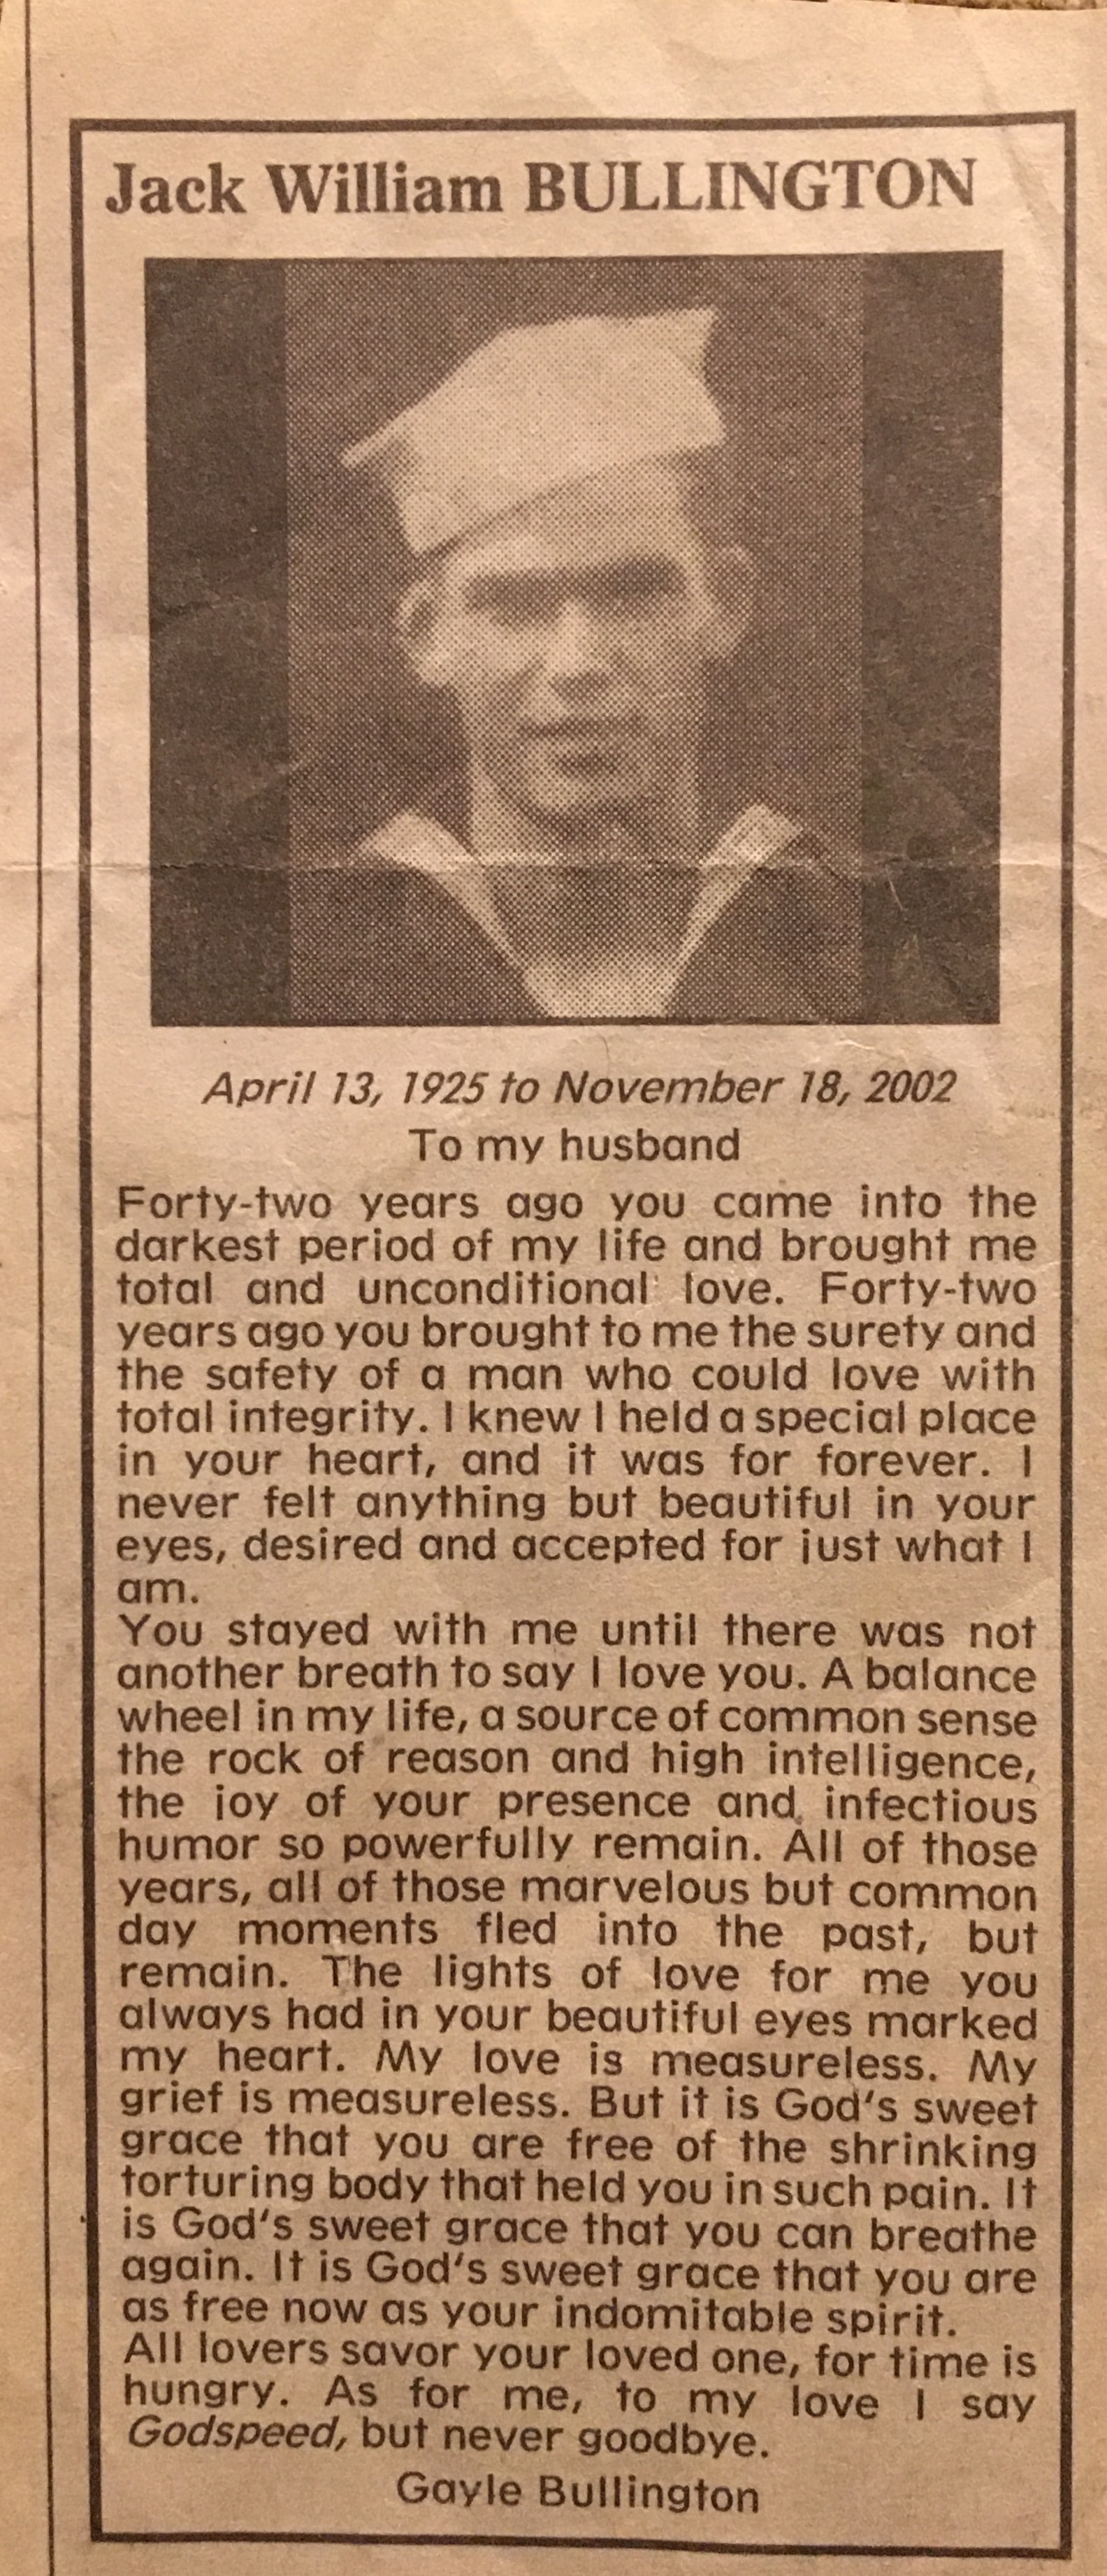 Jack William BULLINGTON
April 13, 1925 to November 18, 2002
To my husband
Forty-two years ago you came into the
darkest period of my life and brought me
total and unconditional love. Forty-two
years ago you brought to me the surety and
the safety of a man who could love with
total integrity. I knew I held a special place
in your heart, and it was for forever. I
never felt anything but beautiful in your
eyes, desired and accepted for just what I
am.
You stayed with me until there was not
another breath to say I love you. A balance
wheel in my life, a source of common sense
the rock of reason and high intelligence,
the joy of your presence and infectious
humor so powerfully remain. All of those
years, all of those marvelous but common
day moments fled into the past, but
remain. The lights of love for me you
always had in your beautiful eyes marked
my heart. My love is measureless. My
grief is measureless. But it is God's sweet
grace that you are free of the shrinking
torturing body that held you in such pain. It
is God's sweet grace that you can breathe
again. It is God's sweet grace that you are
as free now as your indomitable spirit.
All lovers savor your loved one, for time is
hungry. As for me, to my love I say
Godspeed, but never goodbye.
Gayle Bullington